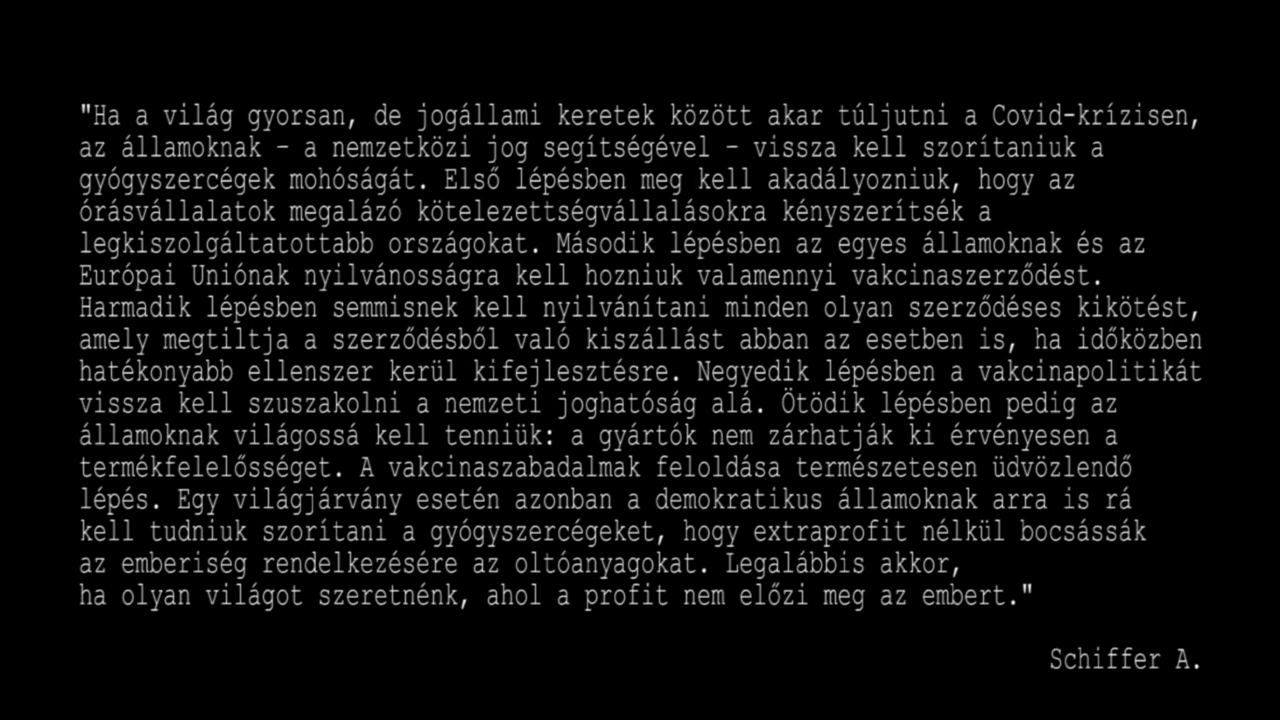 "Ha a világ gyorsan, de jogállami keretek között akar túljutni a Covid-krízisen,
az államoknak – a nemzetközi jog segítségével – vissza kell szorítaniuk a
gyógyszercégek mohóságát. Első lépésben meg kell akadályozniuk, hogy az
órásvállalatok megalázó kötelezettségvállalásokra kényszerítsék a
legkiszolgáltatottabb országokat. Második lépésben az egyes államoknak és az
Európai Uniónak nyilvánosságra kell hozniuk valamennyi vakcinaszerződést.
Harmadik lépésben semmisnek kell nyilvánítani minden olyan szerződéses kikötést,
amely megtiltja a szerződésből való kiszállást abban az esetben is, ha időközben
hatékonyabb ellenszer kerül kifejlesztésre. Negyedik lépésben a vakcinapolitikát
vissza kell szuszakolni a nemzeti joghatóság alá. Ötödik lépésben pedig az
államoknak világossá kell tenniük: a gyártók nem zárhatják ki érvényesen a
termékfelelősséget. A vakcinaszabadalmak feloldása természetesen üdvözlendő
lépés. Egy világjárvány esetén azonban a demokratikus államoknak arra is rá
kell tudniuk szorítani a gyógyszercégeket, hogy extraprofit nélkül bocsássák
az emberiség rendelkezésére az oltóanyagokat. Legalábbis akkor,
ha olyan világot szeretnénk, ahol a profit nem előzi meg az embert."
Schiffer A.